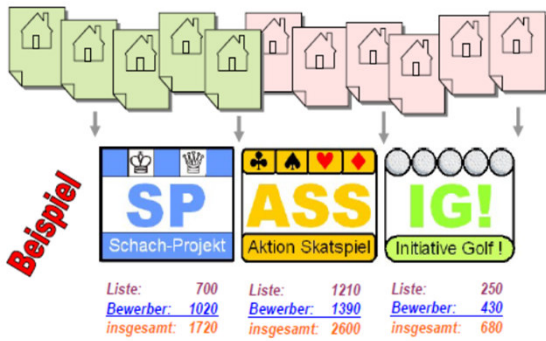 Beispiel
SP
Schach-Projekt
ASS
Aktion Skatspiel
IG!
Initiative Golf !
Liste: 700
Bewerber: 1020
insgesamt: 1720
Liste: 1210
Bewerber: 1390
insgesamt: 2600
Liste: 250
Bewerber: 430
insgesamt: 680